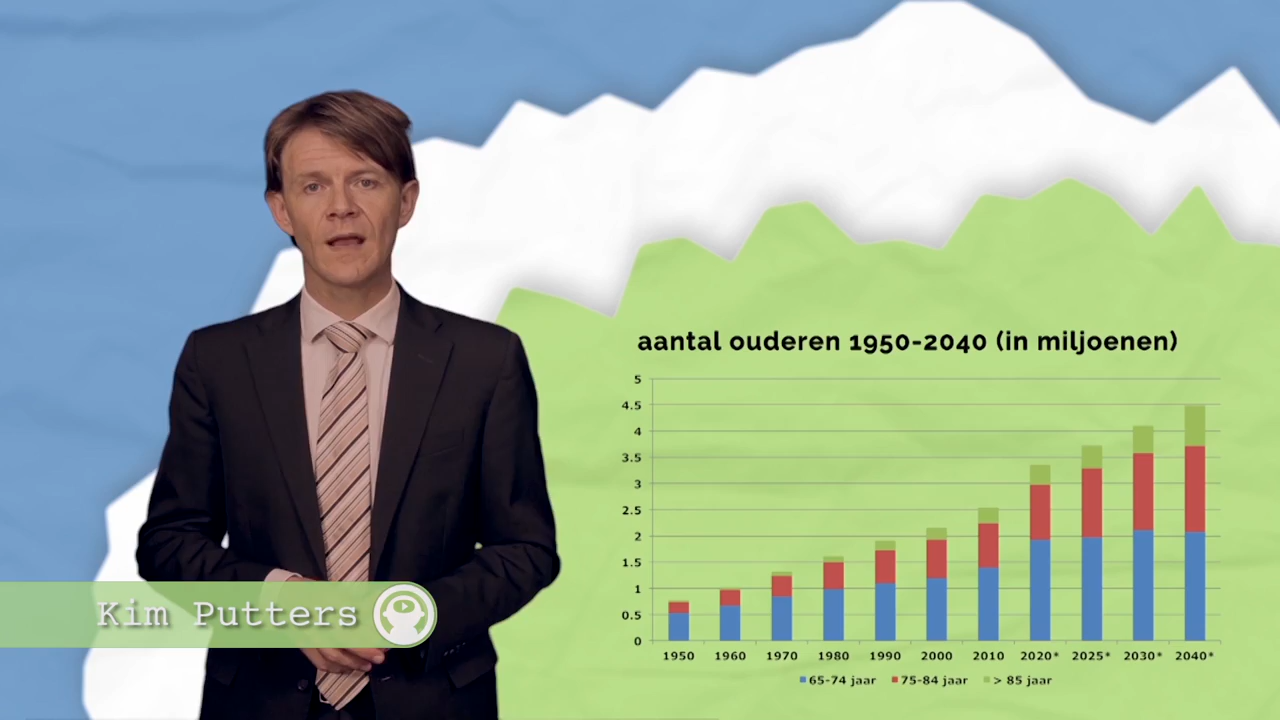 aantal ouderen 1950-2040 (in miljoenen)
5
4.5
4
3.5
3
2.5
2
1.5
1
0.5
0
1950 1960 1970 1980 1990 2000 2010 2020* 2025* 2030* 2040*
65-74 jaar 75-84 jaar > 85 jaar
Kim Putters